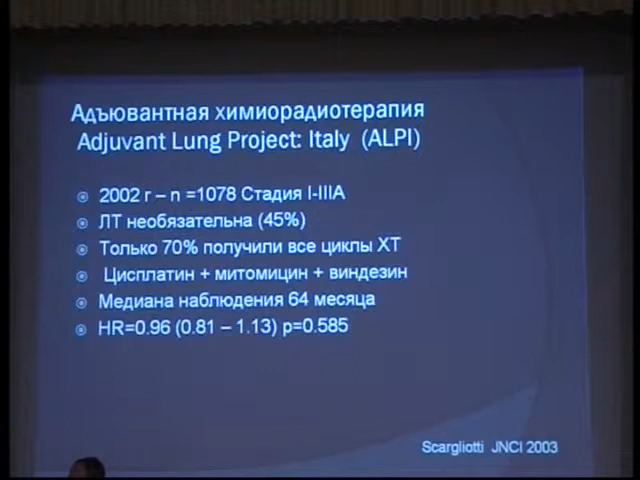 Адъювантная химиорадиотерапия
Adjuvant Lung Project: Italy (ALPI)
2002 г – n =1078 Стадия I-IIIA
ЛТ необязательна (45%)
Только 70% получили все циклы ХТ
Цисплатин + митомицин + виндезин
Медиана наблюдения 64 месяца
HR=0.96 (0.81 – 1.13) p=0.585
Scargliotti JNCI 2003